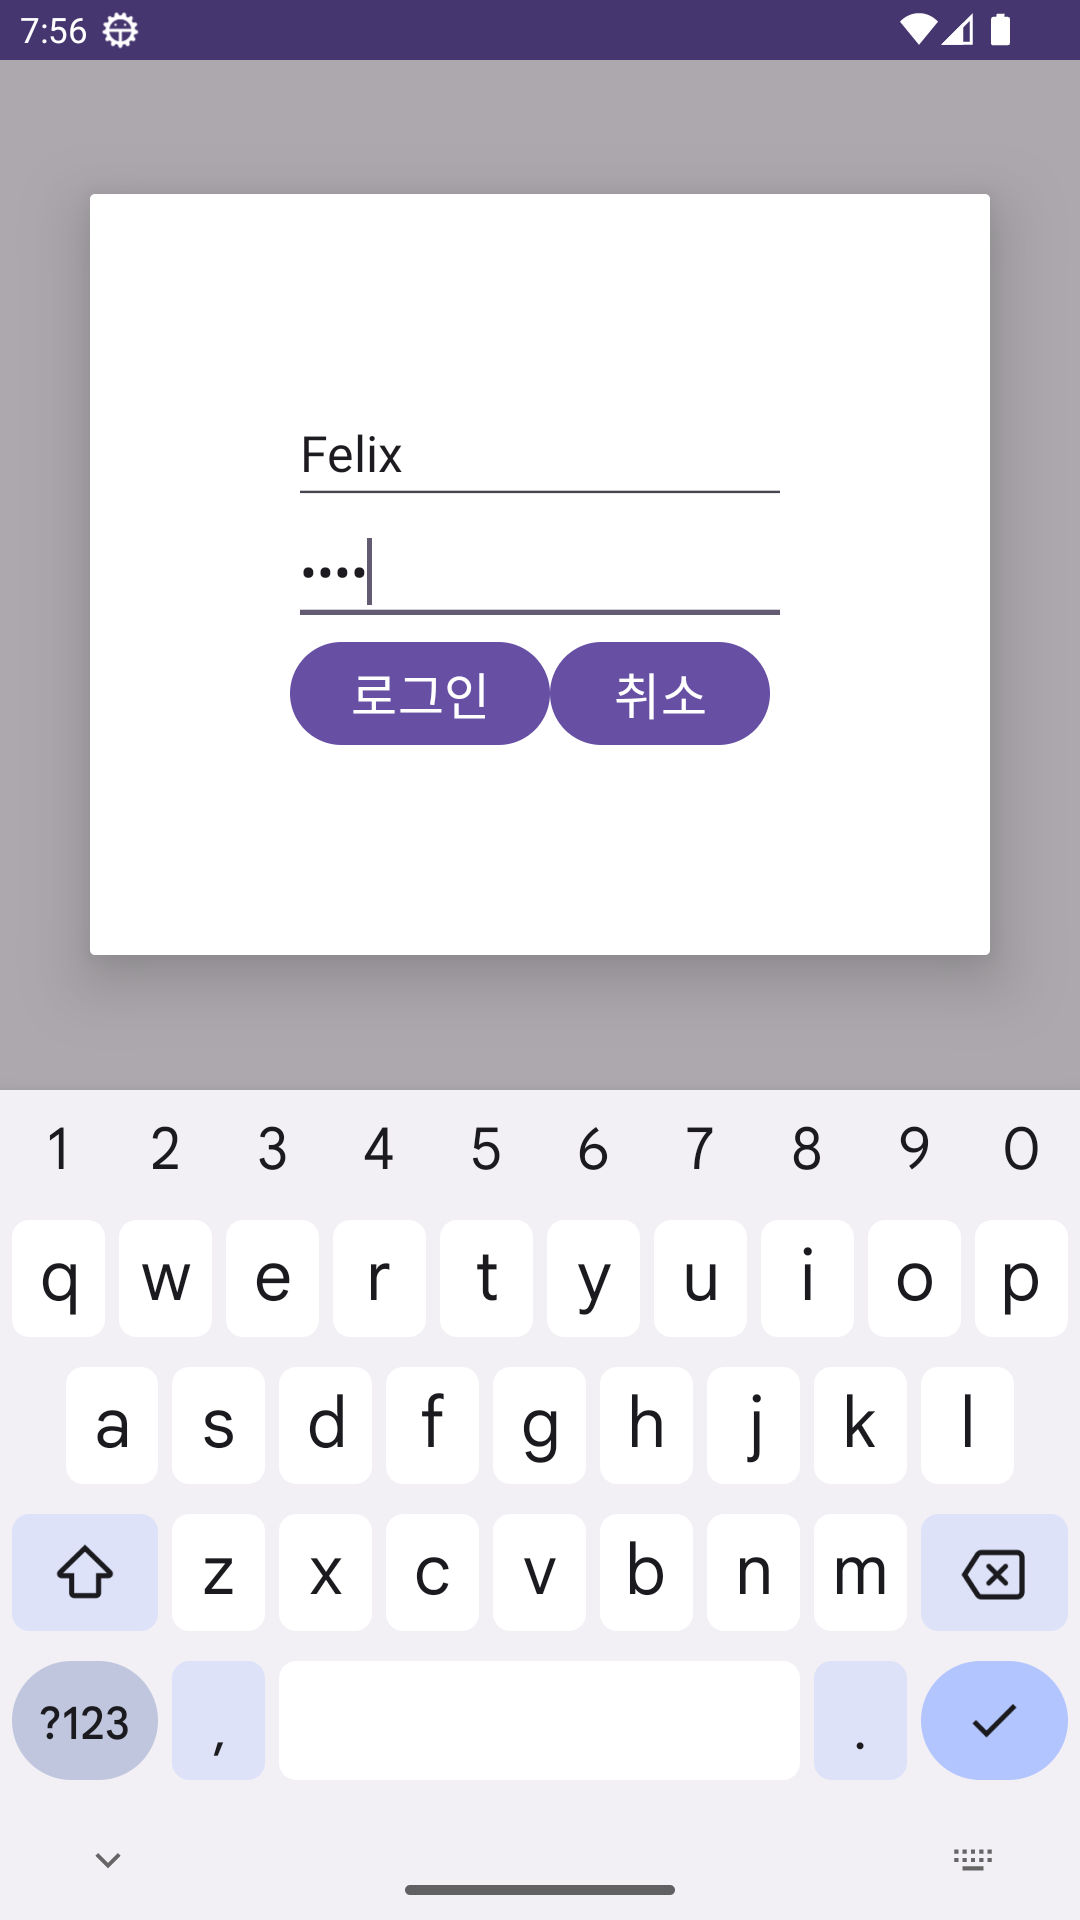 7:56
Felix
••••
로그인 취소
1 2 3 4 5 6 7 8 9 0
q w e r t y u i o p
a s d f g h j k l
z x c v b n m
?123 , .